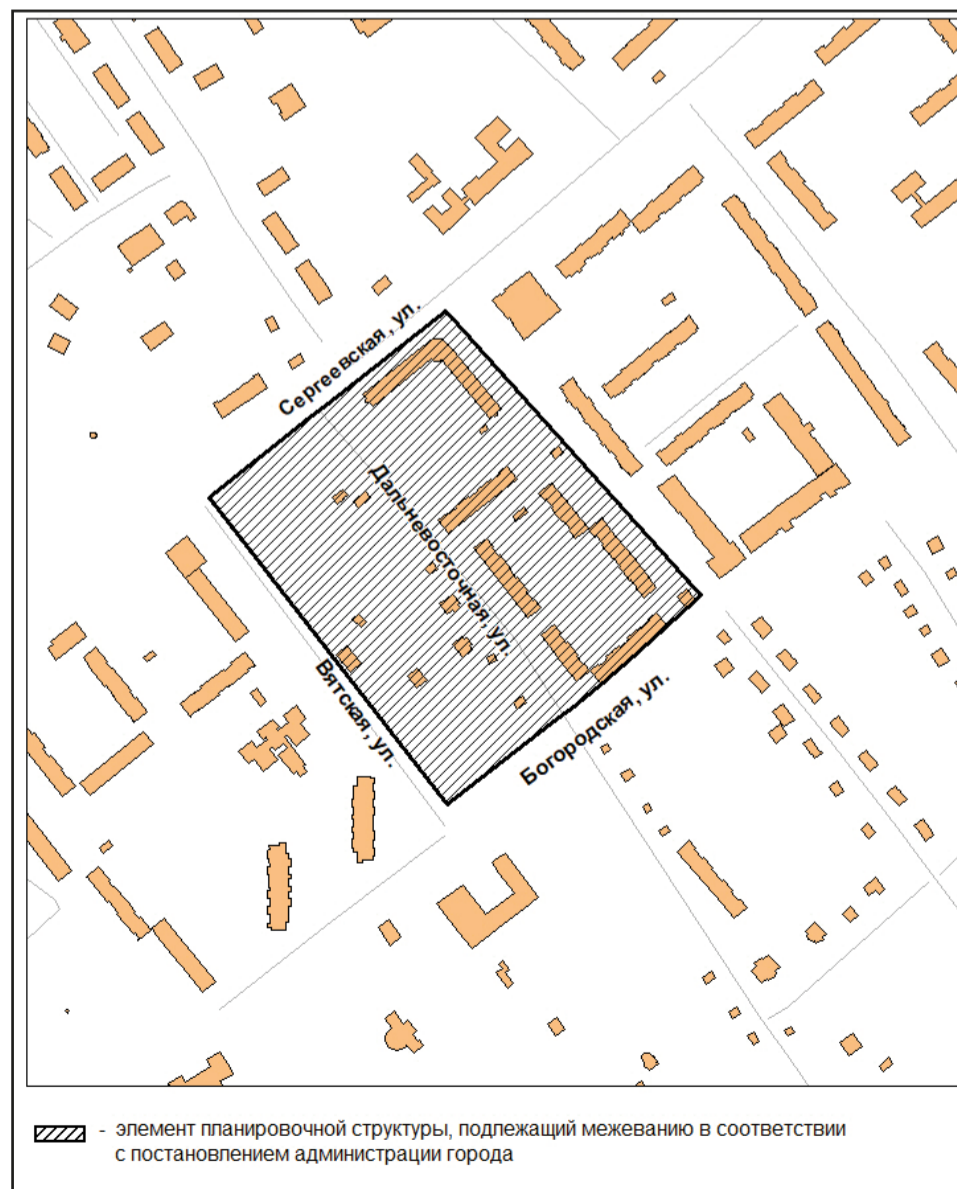 Сергеевская, ул.
Дальневосточная, ул.
Вятская, ул.
Богородская, ул.
- элемент планировочной структуры, подлежащий межеванию в соответствии
с постановлением администрации города